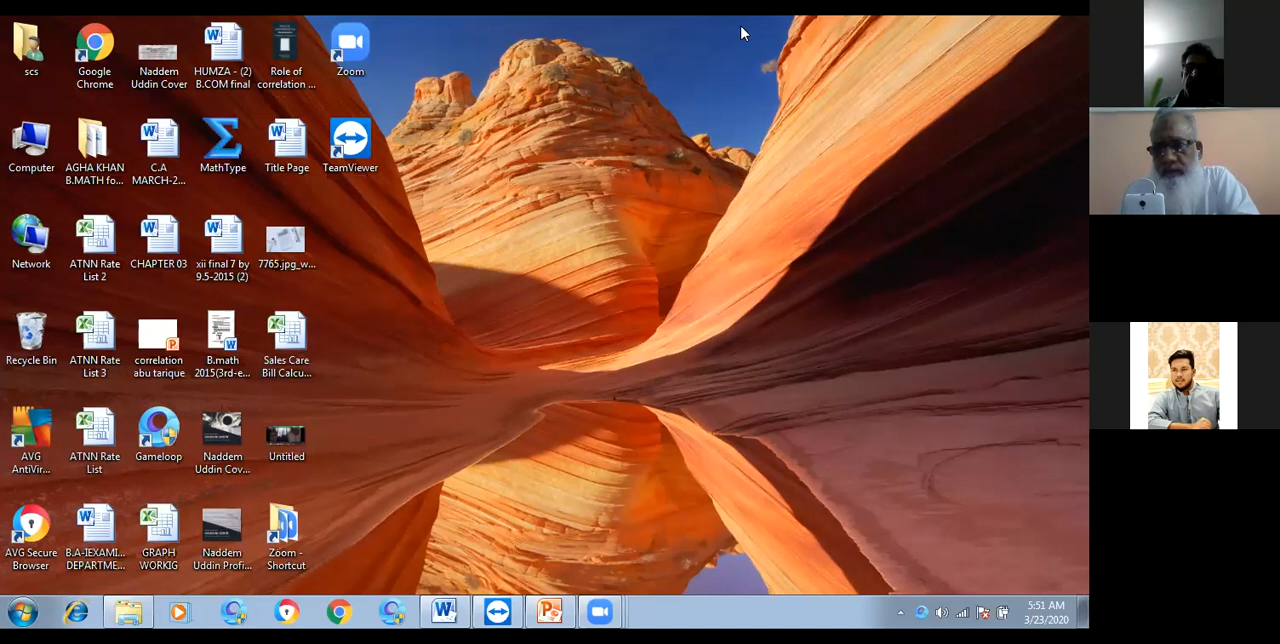 scs
Google
Chrome
Naddem
Uddin Cover
HUMZA - (2)
B.COM final
Role of
correlation ...
Zoom
Computer
AGHA KHAN
B.MATH fo...
C.A
MARCH-2...
MathType
Title Page
TeamViewer
Network
ATNN Rate
List 2
CHAPTER 03
xii final 7 by
9.5-2015 (2)
7765.jpg_w...
Recycle Bin
ATNN Rate
List 3
correlation
abu tarique
B.math
2015(3rd-e...
Sales Care
Bill Calcu...
AVG
AntiVir...
ATNN Rate
List
Gameloop
Naddem
Uddin Cov...
Untitled
AVG Secure
Browser
B.A-IEXAMI...
DEPARTME...
GRAPH
WORKIG
Naddem
Uddin Profi...
Zoom -
Shortcut
5:51 AM
3/23/2020